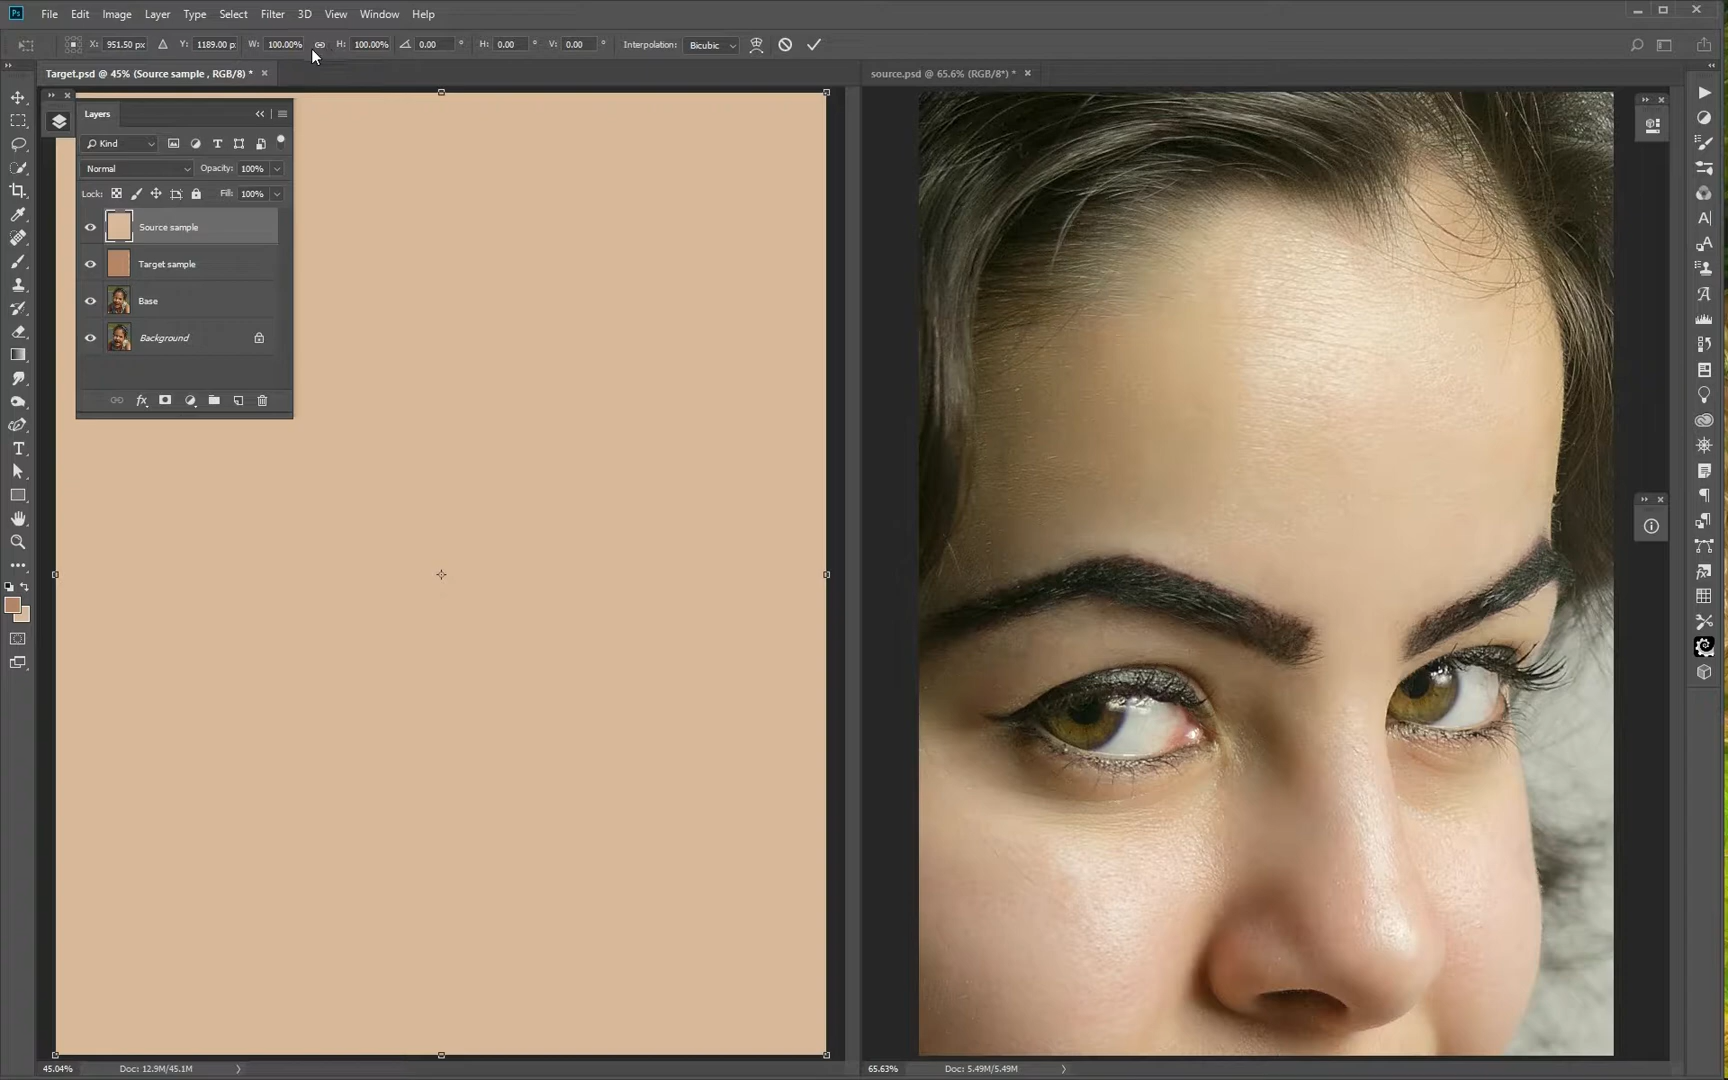 Ps File Edit Image Layer Type Select Filter 3D View Window Help
X: 951.50 px Y: 1189.00 p W: 100.00% H: 100.00% 0.00 ° H: 0.00 ° V: 0.00 ° Interpolation: Bicubic
Target.psd @ 45% (Source sample , RGB/8) * ×
source.psd @ 65.6% (RGB/8*) * ×
Layers
Kind
Normal Opacity: 100%
Lock: Fill: 100%
Source sample
Target sample
Base
Background
fx
45.04% Doc: 12.9M/45.1M
65.63% Doc: 5.49M/5.49M